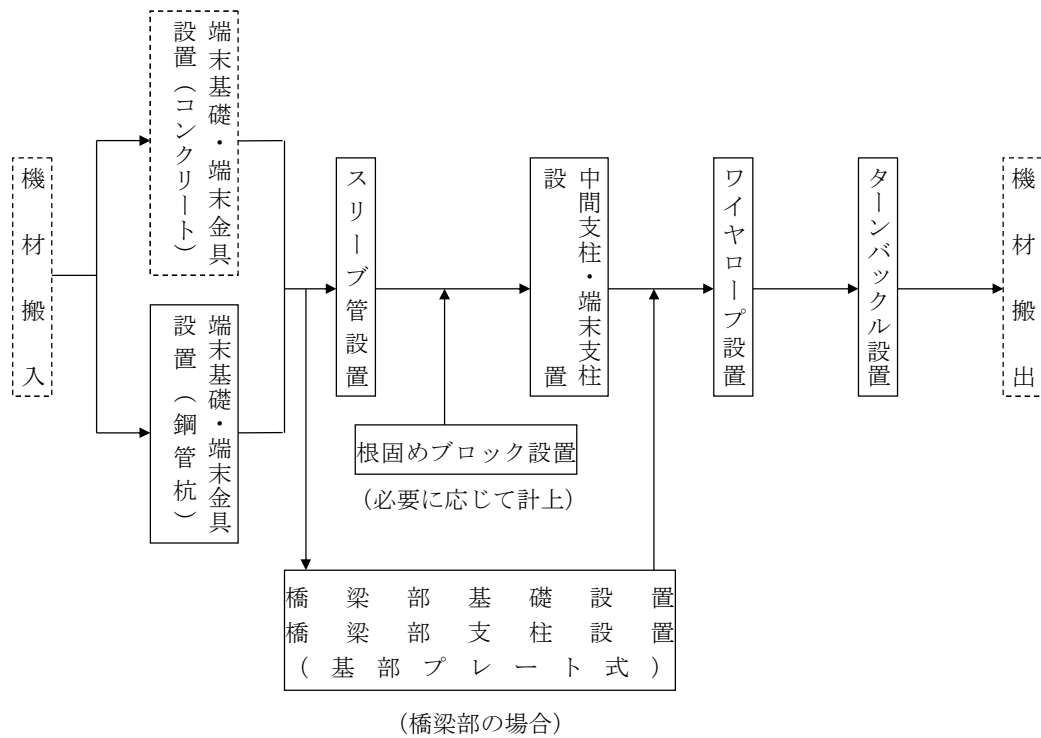 機材搬入
端末基礎・端末金具
設置（コンクリート）
端末基礎・端末金具
設置（鋼管杭）
スリーブ管設置
根固めブロック設置
（必要に応じて計上）
中間支柱・端末支柱
設置
橋梁部基礎設置
橋梁部支柱設置
（基部プレート式）
（橋梁部の場合）
ワイヤロープ設置
ターンバックル設置
機材搬出